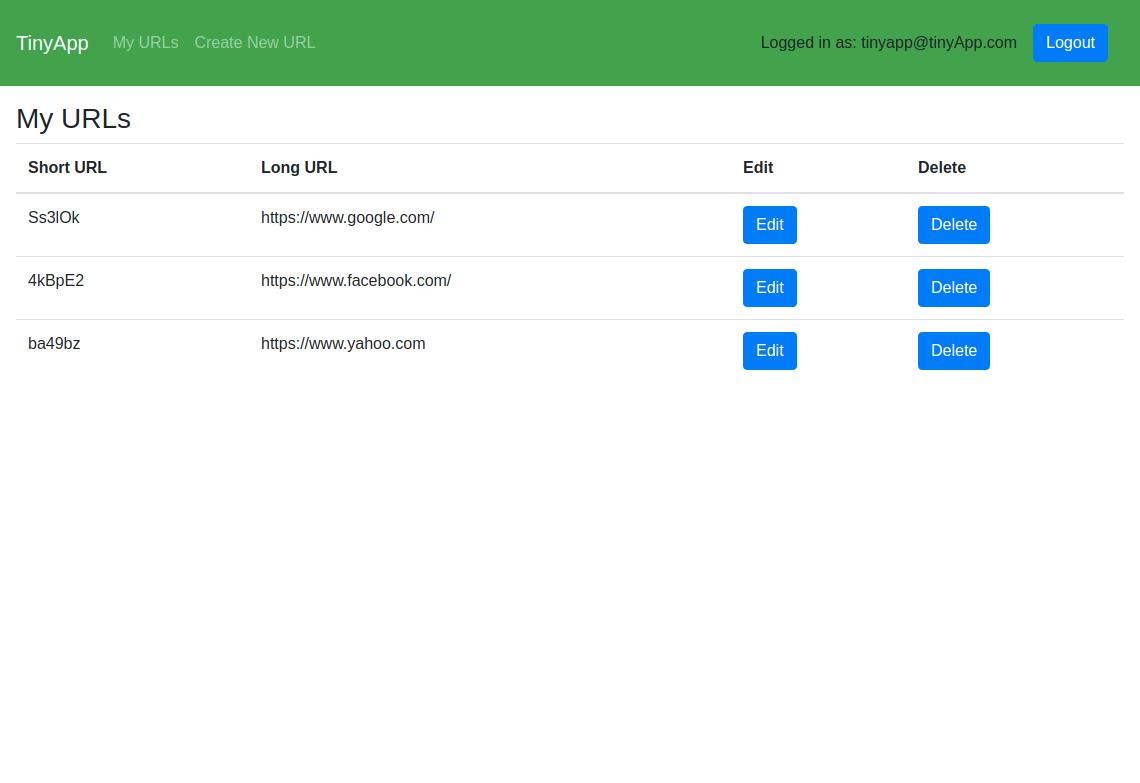 TinyApp My URLs Create New URL Logged in as: tinyapp@tinyApp.com Logout
My URLs
Short URL Long URL Edit Delete
Ss3lOk https://www.google.com/ Edit Delete
4kBpE2 https://www.facebook.com/ Edit Delete
ba49bz https://www.yahoo.com Edit Delete